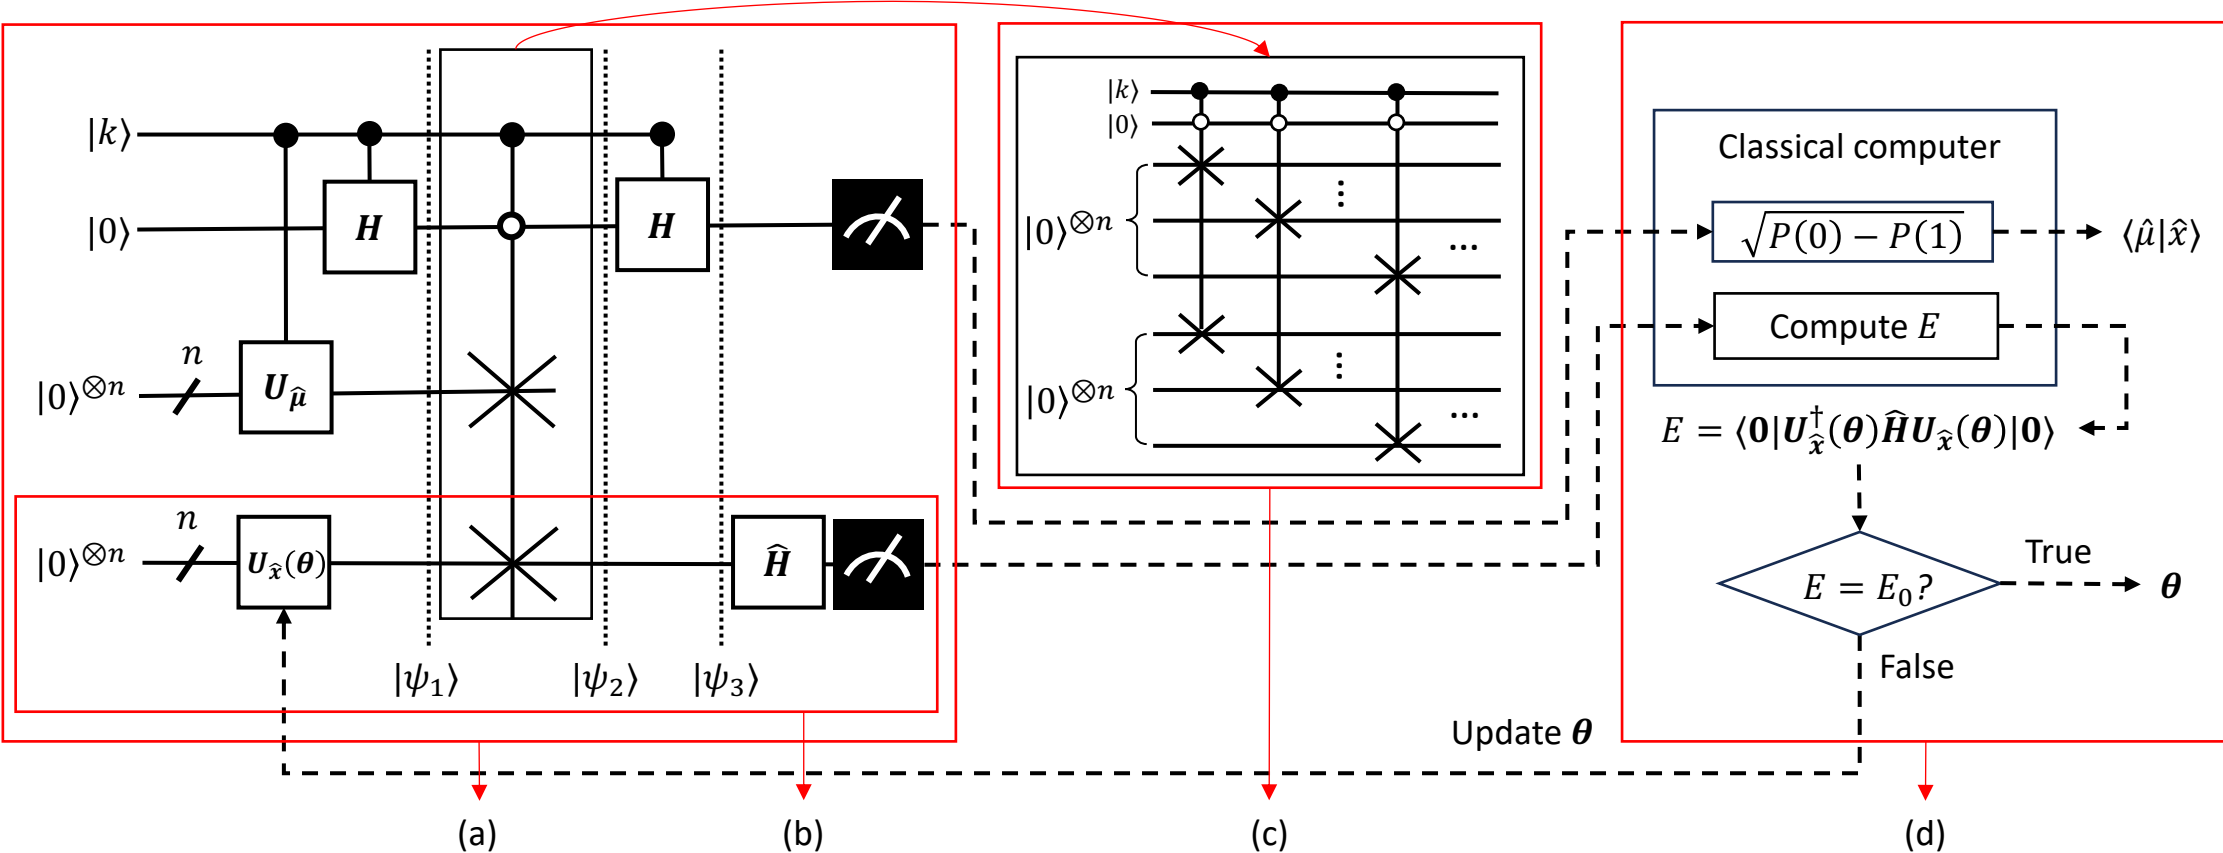 |k⟩
|0⟩
H
H
|0⟩⊗n
n
U_μ̂
|0⟩⊗n
n
U_x̂(θ)
Ĥ
|ψ₁⟩
|ψ₂⟩
|ψ₃⟩
|k⟩
|0⟩
|0⟩⊗n
⋮
...
|0⟩⊗n
⋮
...
Classical computer
√P(0) − P(1)
⟨μ̂|x̂⟩
Compute E
E = ⟨0|U†_x̂(θ)ĤU_x̂(θ)|0⟩
E = E₀?
True
θ
False
Update θ
(a)
(b)
(c)
(d)